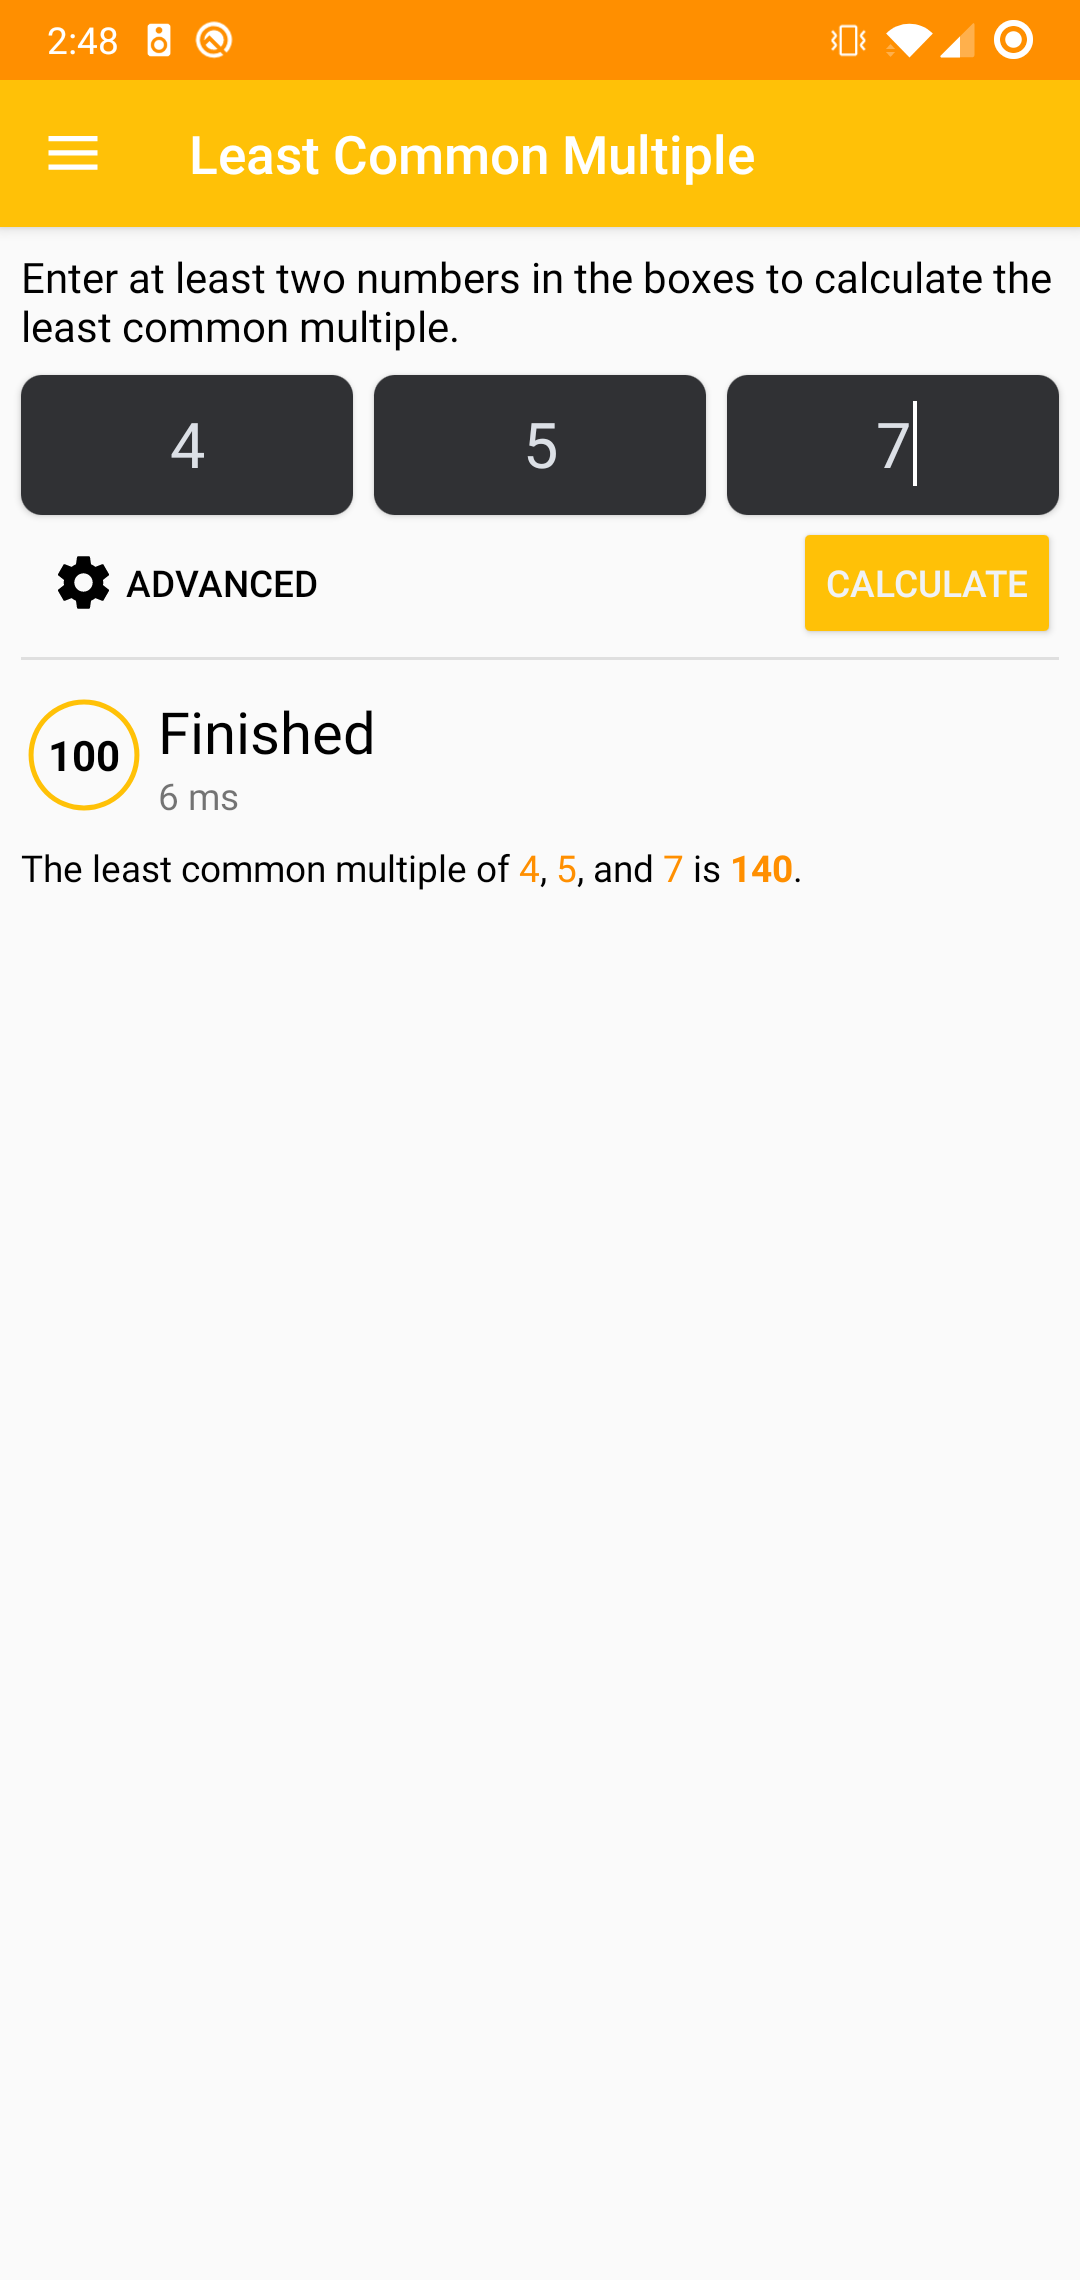 2:48
Least Common Multiple
Enter at least two numbers in the boxes to calculate the
least common multiple.
4 5 7
ADVANCED CALCULATE
100 Finished
6 ms
The least common multiple of 4, 5, and 7 is 140.